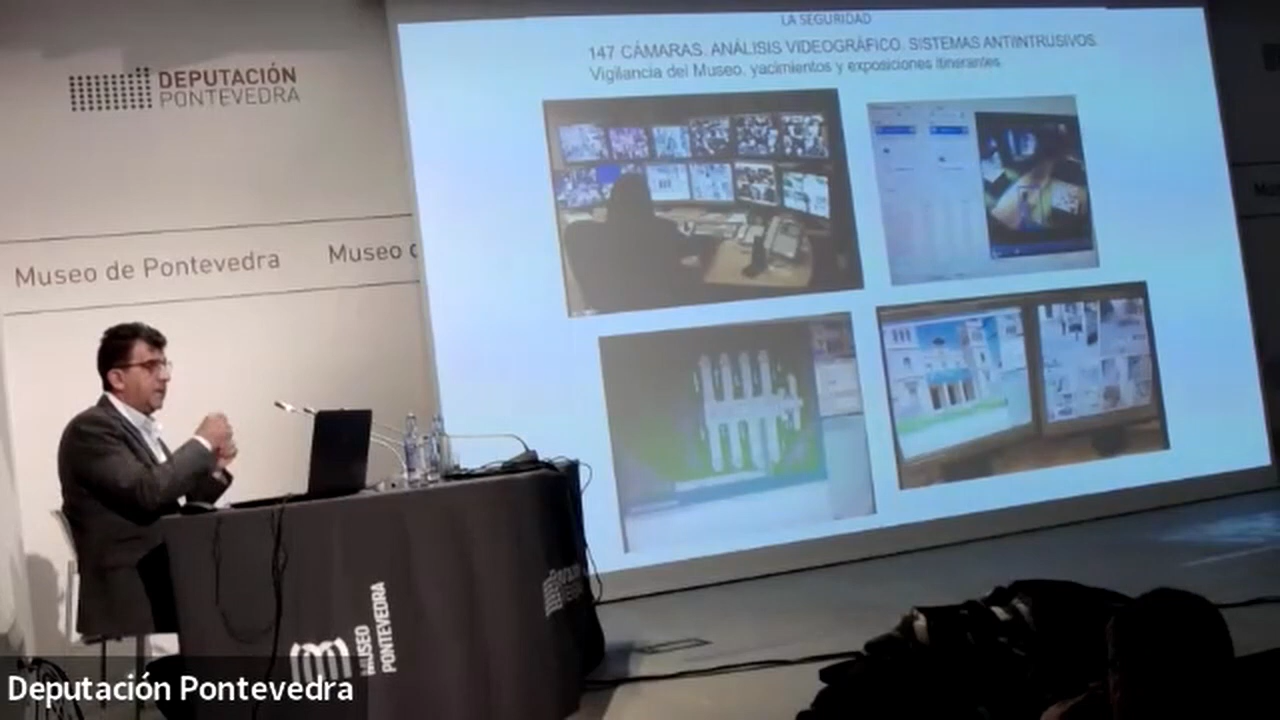 DEPUTACIÓN
PONTEVEDRA
LA SEGURIDAD
147 CÁMARAS. ANÁLISIS VIDEOGRÁFICO. SISTEMAS ANTIINTRUSIVOS.
Vigilancia del Museo, yacimientos y exposiciones itinerantes
Museo de Pontevedra
Museo
MUSEO
PONTEVEDRA
Deputación Pontevedra